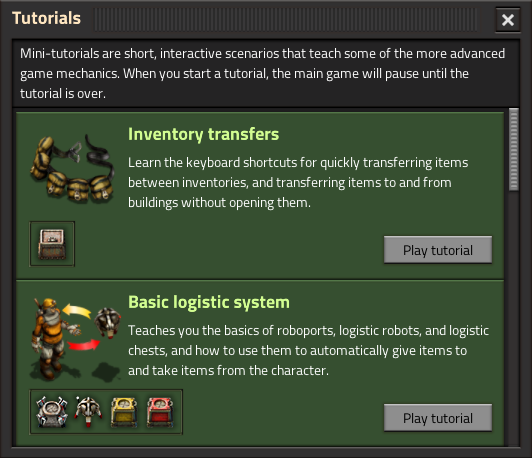 Tutorials
Mini-tutorials are short, interactive scenarios that teach some of the more advanced
game mechanics. When you start a tutorial, the main game will pause until the
tutorial is over.
Inventory transfers
Learn the keyboard shortcuts for quickly transferring items
between inventories, and transferring items to and from
buildings without opening them.
Play tutorial
Basic logistic system
Teaches you the basics of roboports, logistic robots, and logistic
chests, and how to use them to automatically give items to
and take items from the character.
Play tutorial